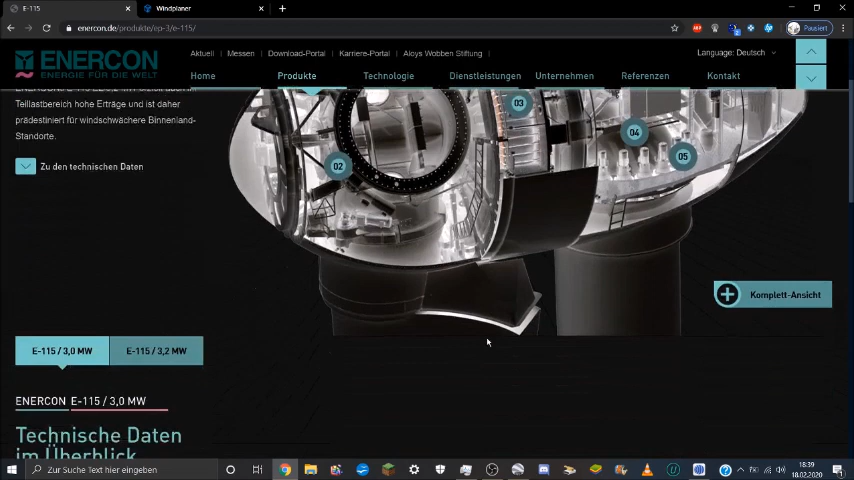 E-115
Windplaner
enercon.de/produkte/ep-3/e-115/
Pausiert
ENERCON
ENERGIE FÜR DIE WELT
Aktuell Messen Download-Portal Karriere-Portal Aloys Wobben Stiftung
Language: Deutsch
Home Produkte Technologie Dienstleistungen Unternehmen Referenzen Kontakt
Teillastbereich hohe Erträge und ist daher
prädestiniert für windschwächere Binnenland-
Standorte.
Zu den technischen Daten
02
03
04
05
Komplett-Ansicht
E-115 / 3,0 MW
E-115 / 3,2 MW
ENERCON E-115 / 3,0 MW
Technische Daten
im Überblick
Zur Suche Text hier eingeben
18:39
18.02.2020